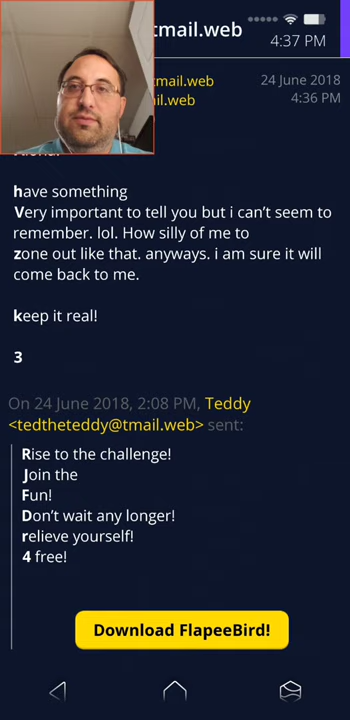 tmail.web
4:37 PM
tmail.web
24 June 2018
il.web
4:36 PM
have something
Very important to tell you but i can't seem to
remember. lol. How silly of me to
zone out like that. anyways. i am sure it will
come back to me.
keep it real!
3
On 24 June 2018, 2:08 PM, Teddy
<tedtheteddy@tmail.web> sent:
Rise to the challenge!
Join the
Fun!
Don't wait any longer!
relieve yourself!
4 free!
Download FlapeeBird!